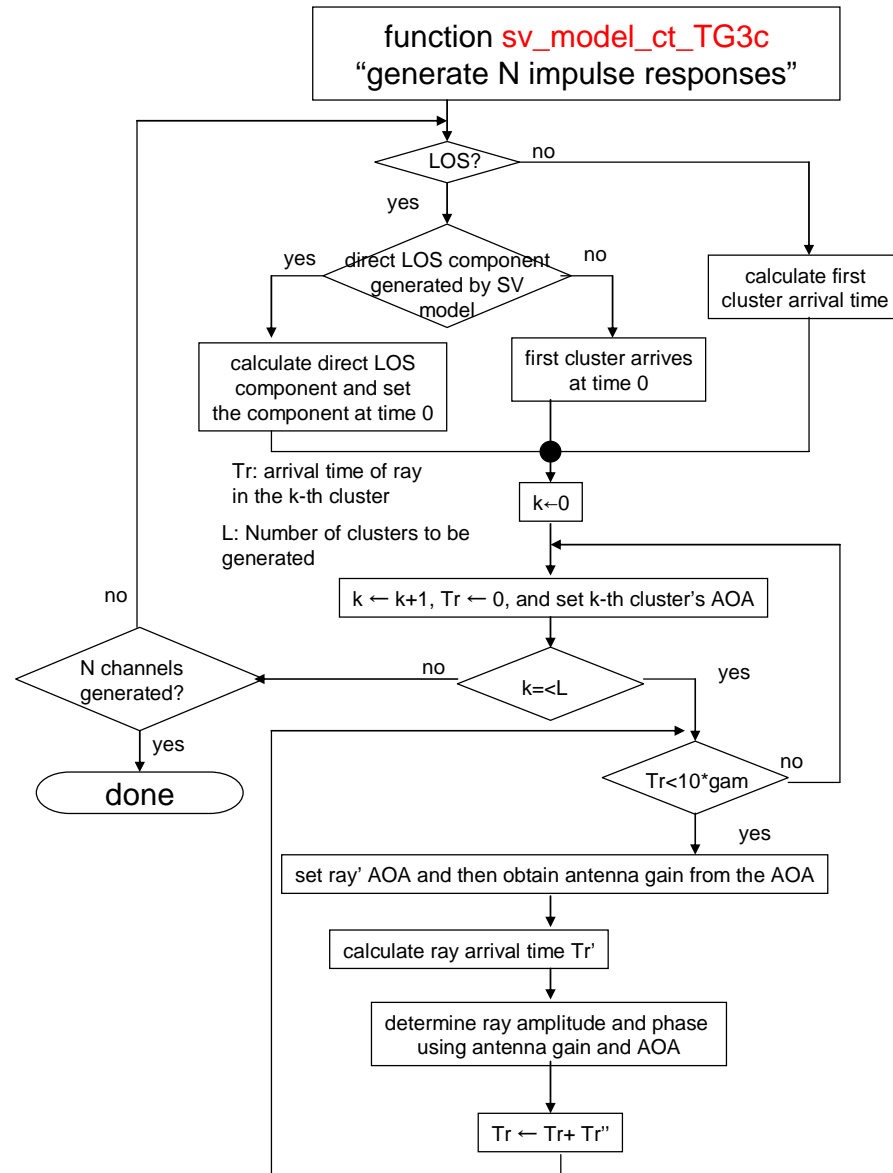 function sv_model_ct_TG3c
“generate N impulse responses”
LOS?
no
yes
direct LOS component
generated by SV
model
yes
no
calculate first
cluster arrival time
calculate direct LOS
component and set
the component at time 0
first cluster arrives
at time 0
Tr: arrival time of ray
in the k-th cluster
k←0
L: Number of clusters to be
generated
k ← k+1, Tr ← 0, and set k-th cluster’s AOA
no
N channels
generated?
no
k=<L
yes
yes
done
Tr<10*gam
no
yes
set ray’ AOA and then obtain antenna gain from the AOA
calculate ray arrival time Tr’
determine ray amplitude and phase
using antenna gain and AOA
Tr ← Tr+ Tr’’